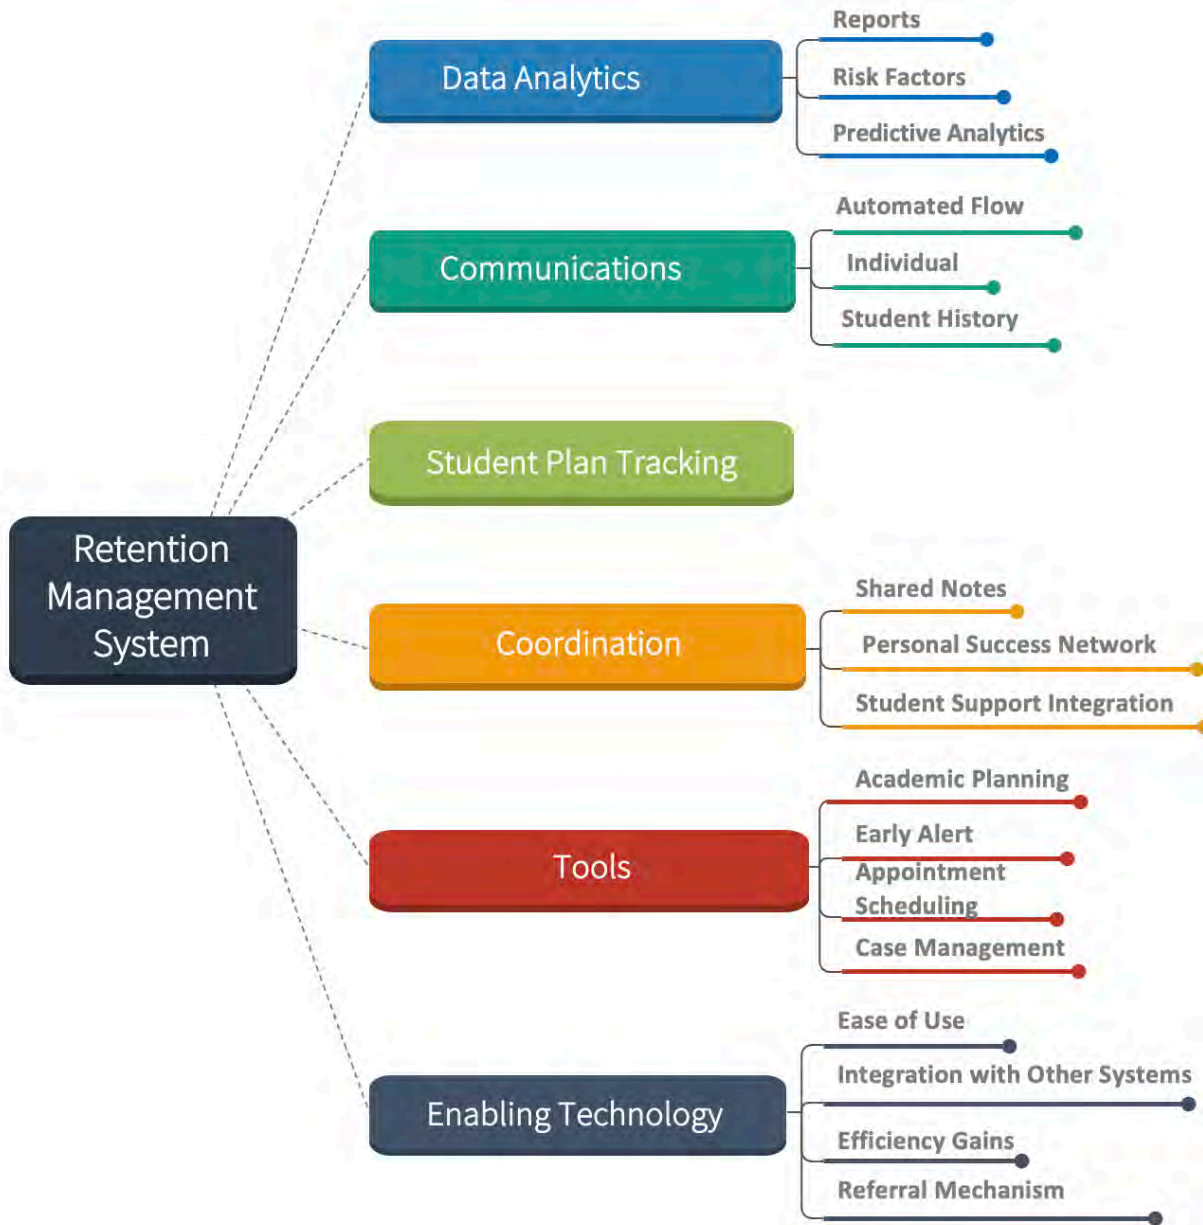 Reports
Data Analytics
Risk Factors
Predictive Analytics
Automated Flow
Communications
Individual
Student History
Student Plan Tracking
Retention
Management
System
Shared Notes
Coordination
Personal Success Network
Student Support Integration
Academic Planning
Early Alert
Tools
Appointment
Scheduling
Case Management
Ease of Use
Integration with Other Systems
Enabling Technology
Efficiency Gains
Referral Mechanism